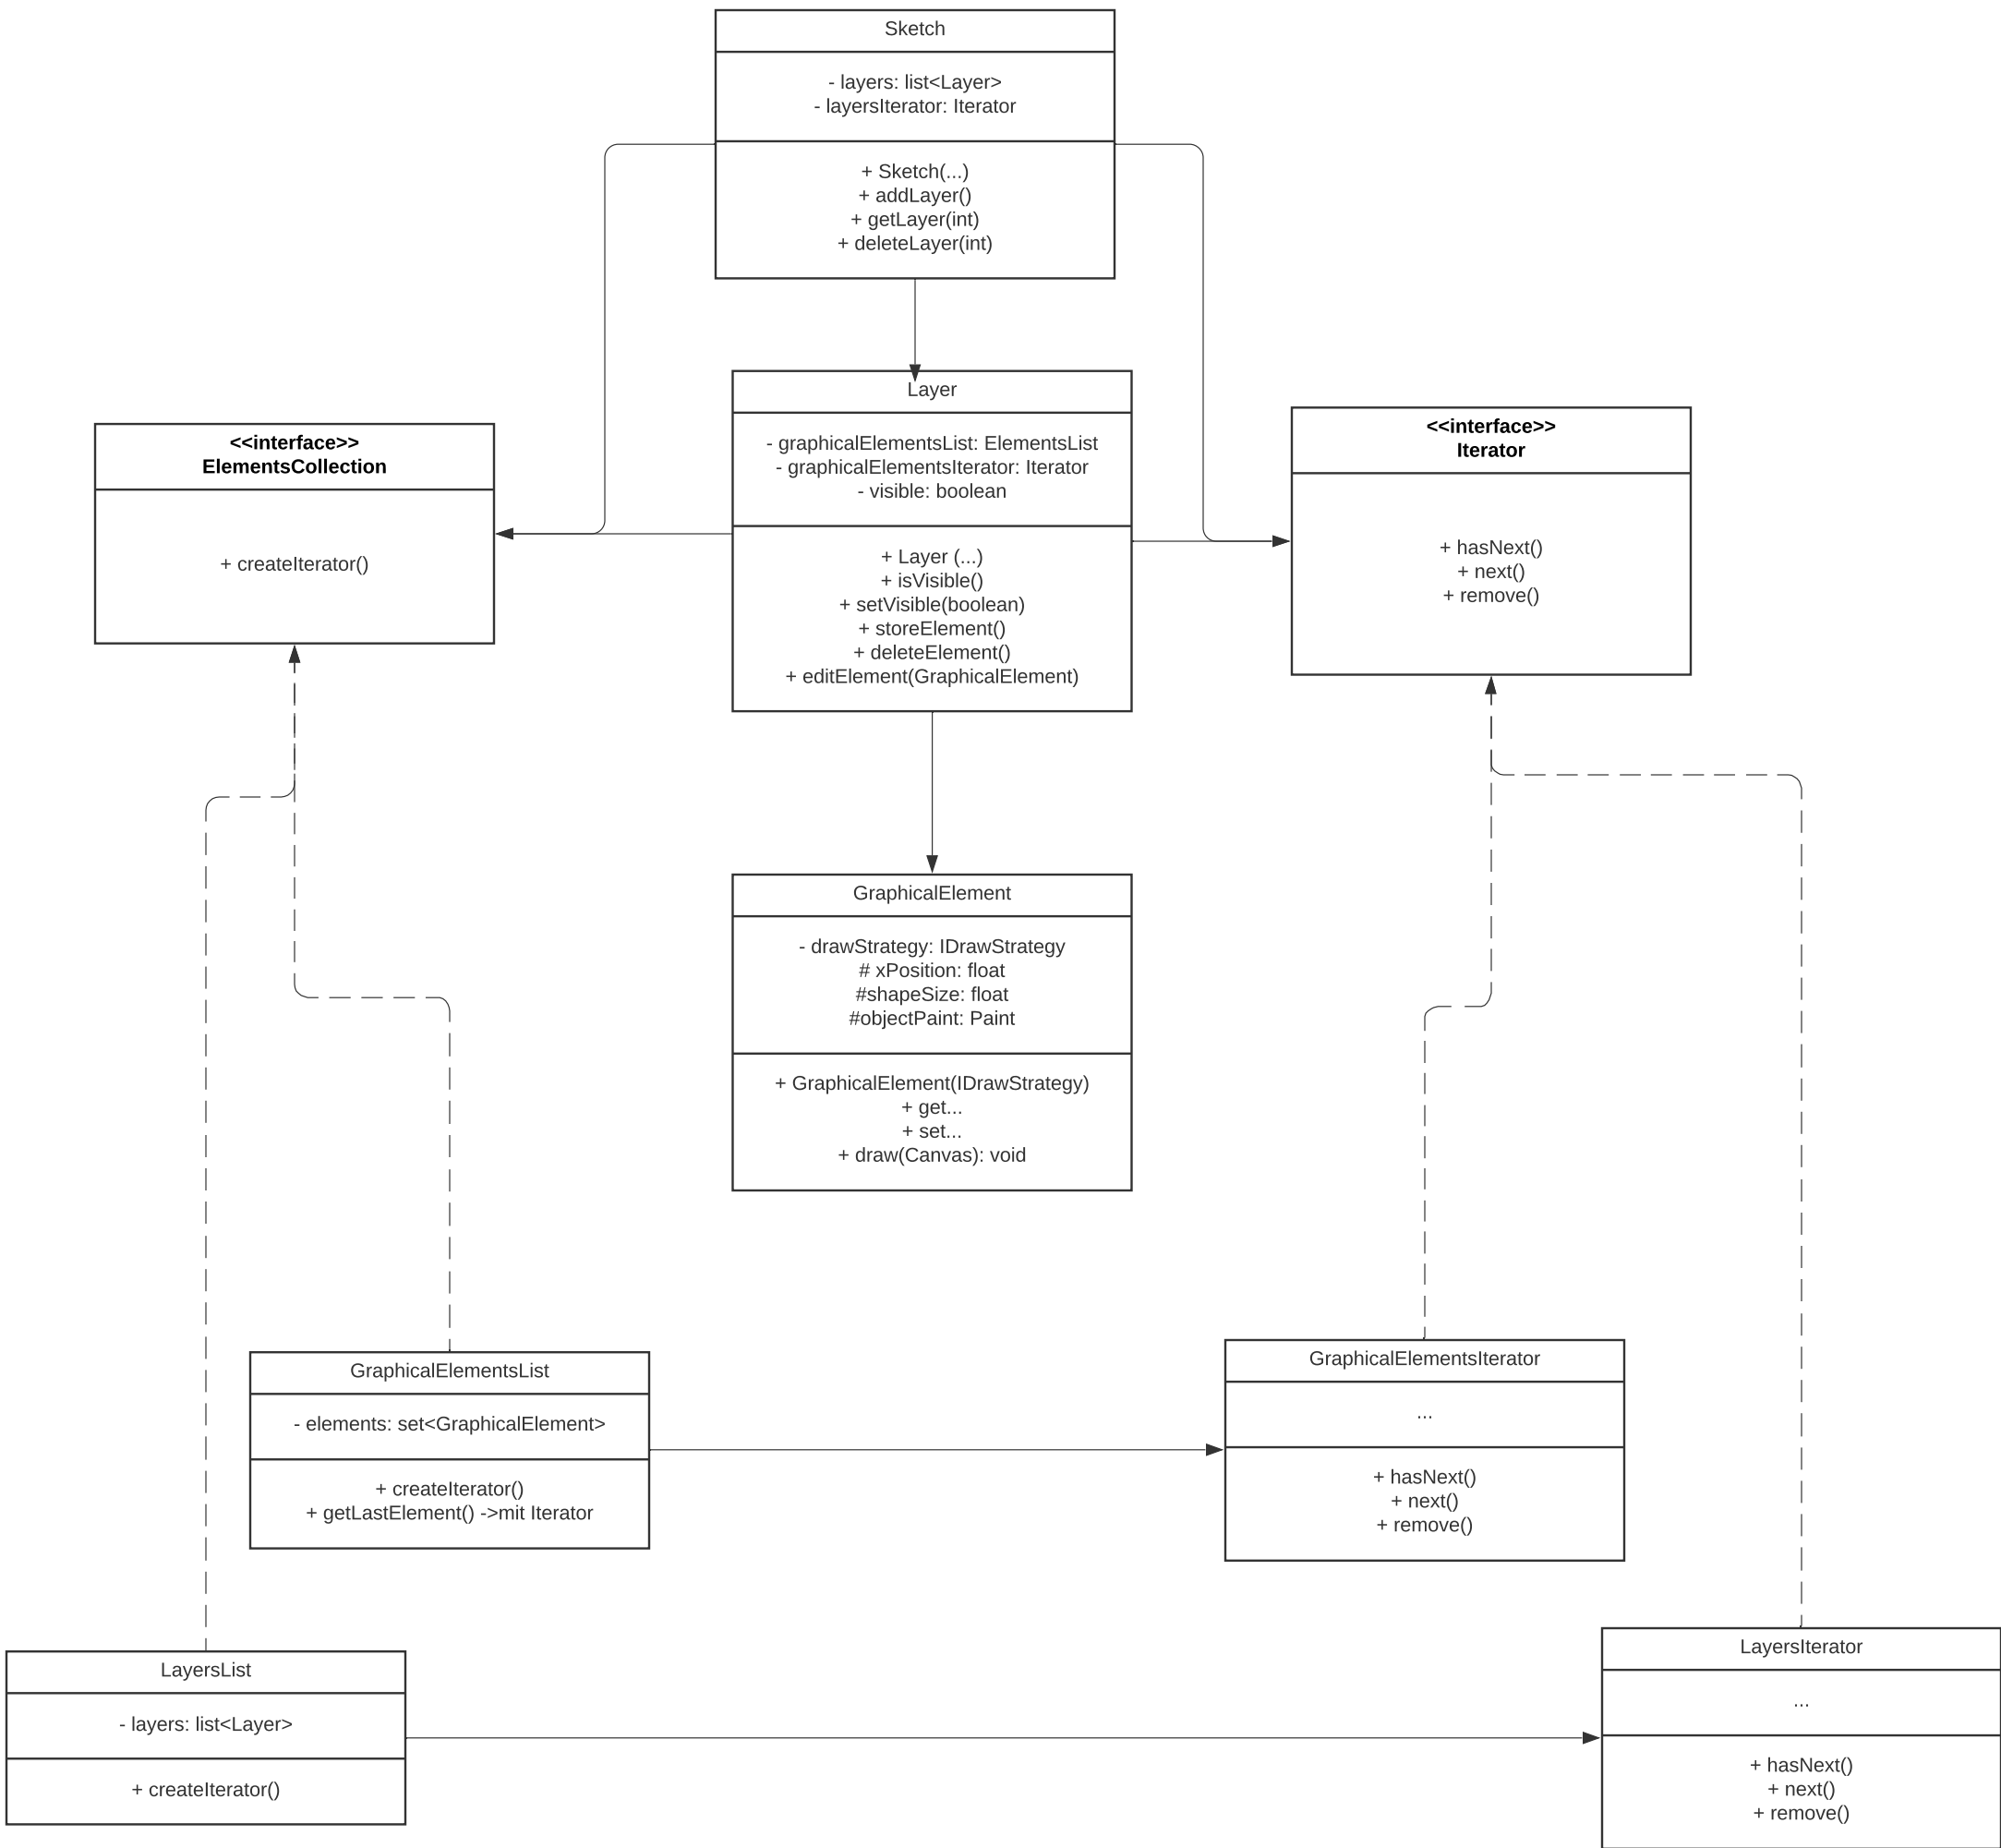 Sketch
- layers: list<Layer>
- layersIterator: Iterator
+ Sketch(...)
+ addLayer()
+ getLayer(int)
+ deleteLayer(int)
Layer
- graphicalElementsList: ElementsList
- graphicalElementsIterator: Iterator
- visible: boolean
+ Layer (...)
+ isVisible()
+ setVisible(boolean)
+ storeElement()
+ deleteElement()
+ editElement(GraphicalElement)
<<interface>>
ElementsCollection
+ createIterator()
<<interface>>
Iterator
+ hasNext()
+ next()
+ remove()
GraphicalElement
- drawStrategy: IDrawStrategy
# xPosition: float
#shapeSize: float
#objectPaint: Paint
+ GraphicalElement(IDrawStrategy)
+ get...
+ set...
+ draw(Canvas): void
GraphicalElementsList
- elements: set<GraphicalElement>
+ createIterator()
+ getLastElement() ->mit Iterator
GraphicalElementsIterator
...
+ hasNext()
+ next()
+ remove()
LayersList
- layers: list<Layer>
+ createIterator()
LayersIterator
...
+ hasNext()
+ next()
+ remove()